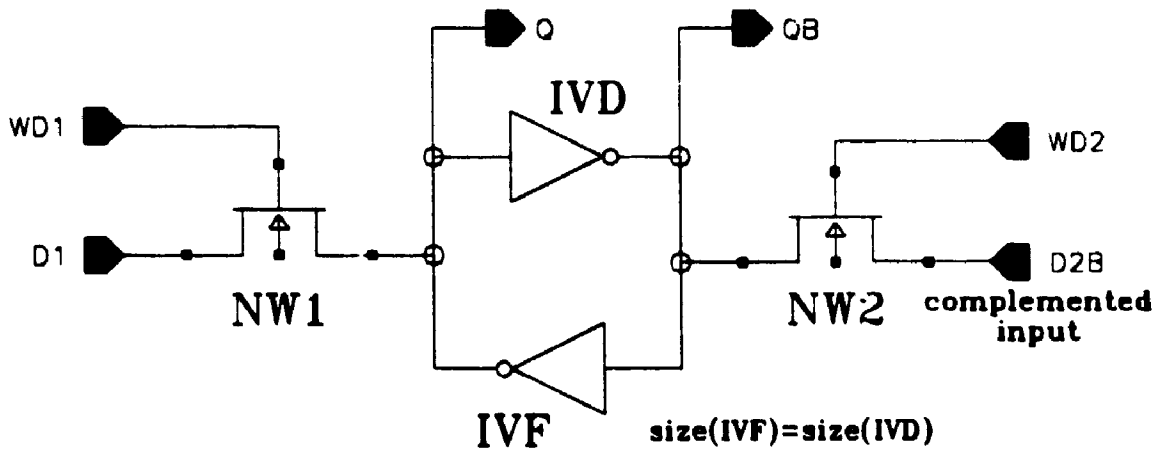 Q
QB
IVD
WD1
WD2
D1
D2B
NW1
NW2
complemented
input
IVF
size(IVF)=size(IVD)